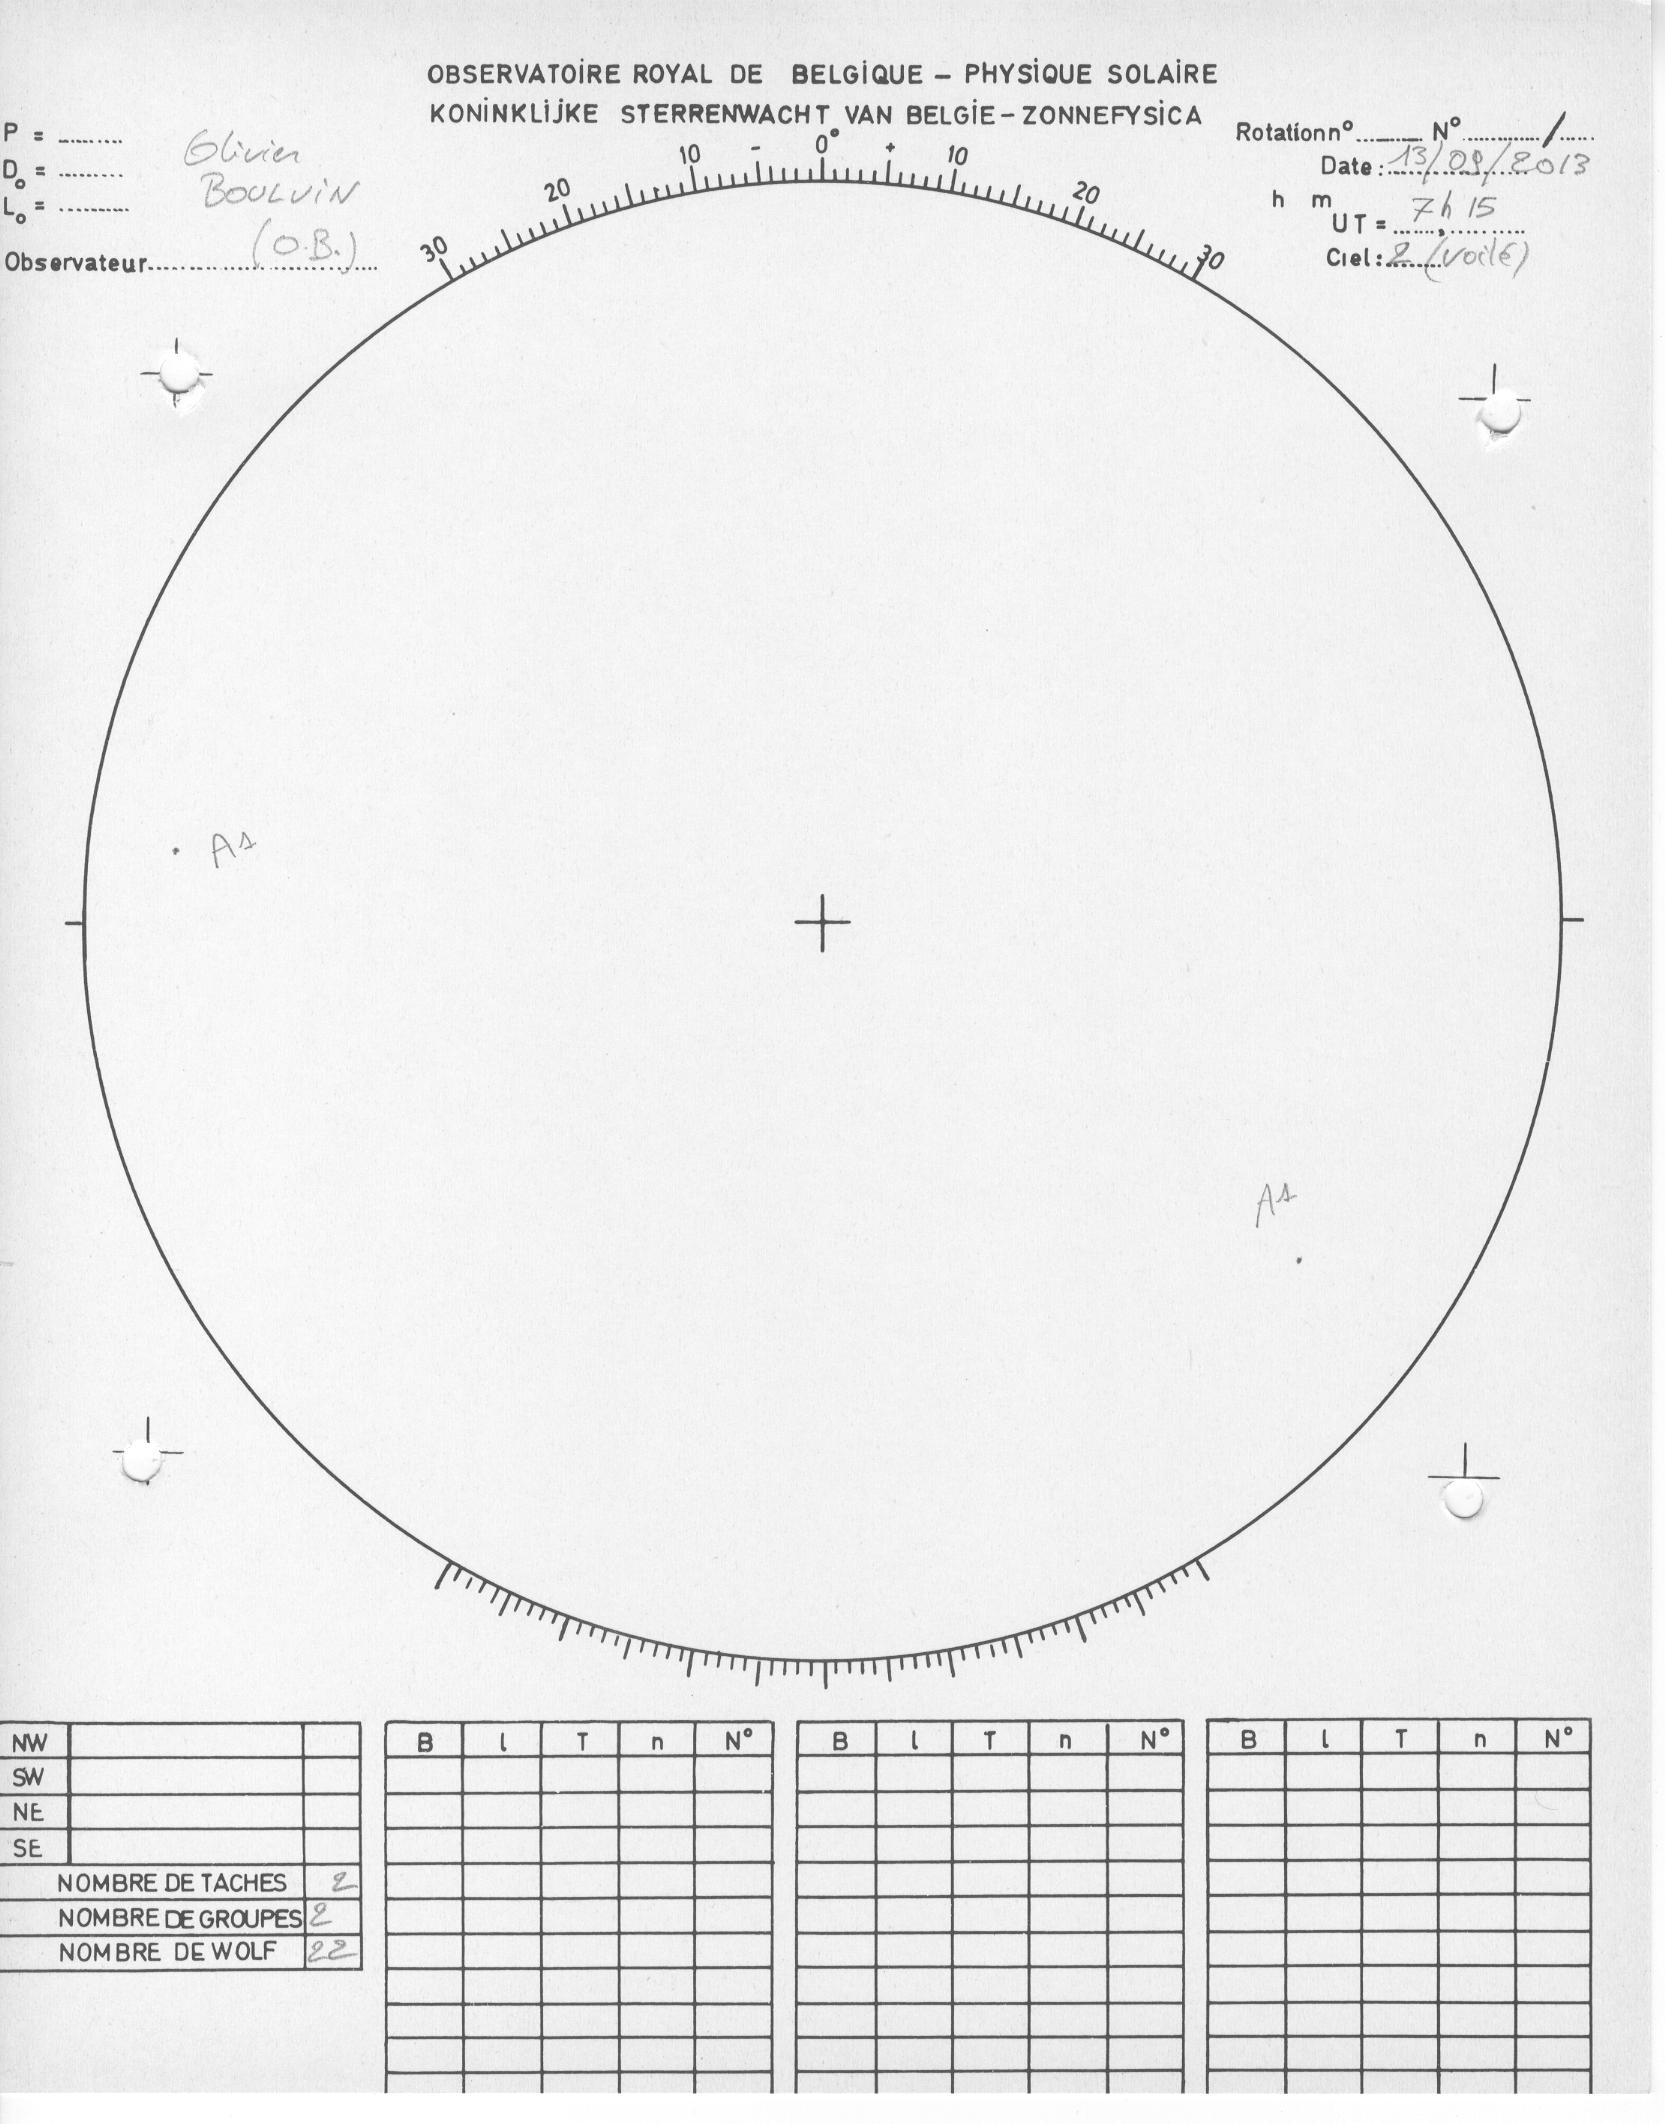 OBSERVATOIRE ROYAL DE BELGIQUE – PHYSIQUE SOLAIRE
KONINKLIJKE STERRENWACHT VAN BELGIE – ZONNEFYSICA
P = ........
D₀ = ........
L₀ = .........
Olivier
BOULVIN
(O.B.)
Observateur..............................
Rotation n°......... N°............/.....
Date : 13/09/2013
h m
UT = 7h 15
Ciel : 2 (voilé)
30 20 10 - 0° + 10 20 30
A1
A1
NW
SW
NE
SE
NOMBRE DE TACHES 2
NOMBRE DE GROUPES 2
NOMBRE DE WOLF 22
B l T n N°
B l T n N°
B l T n N°